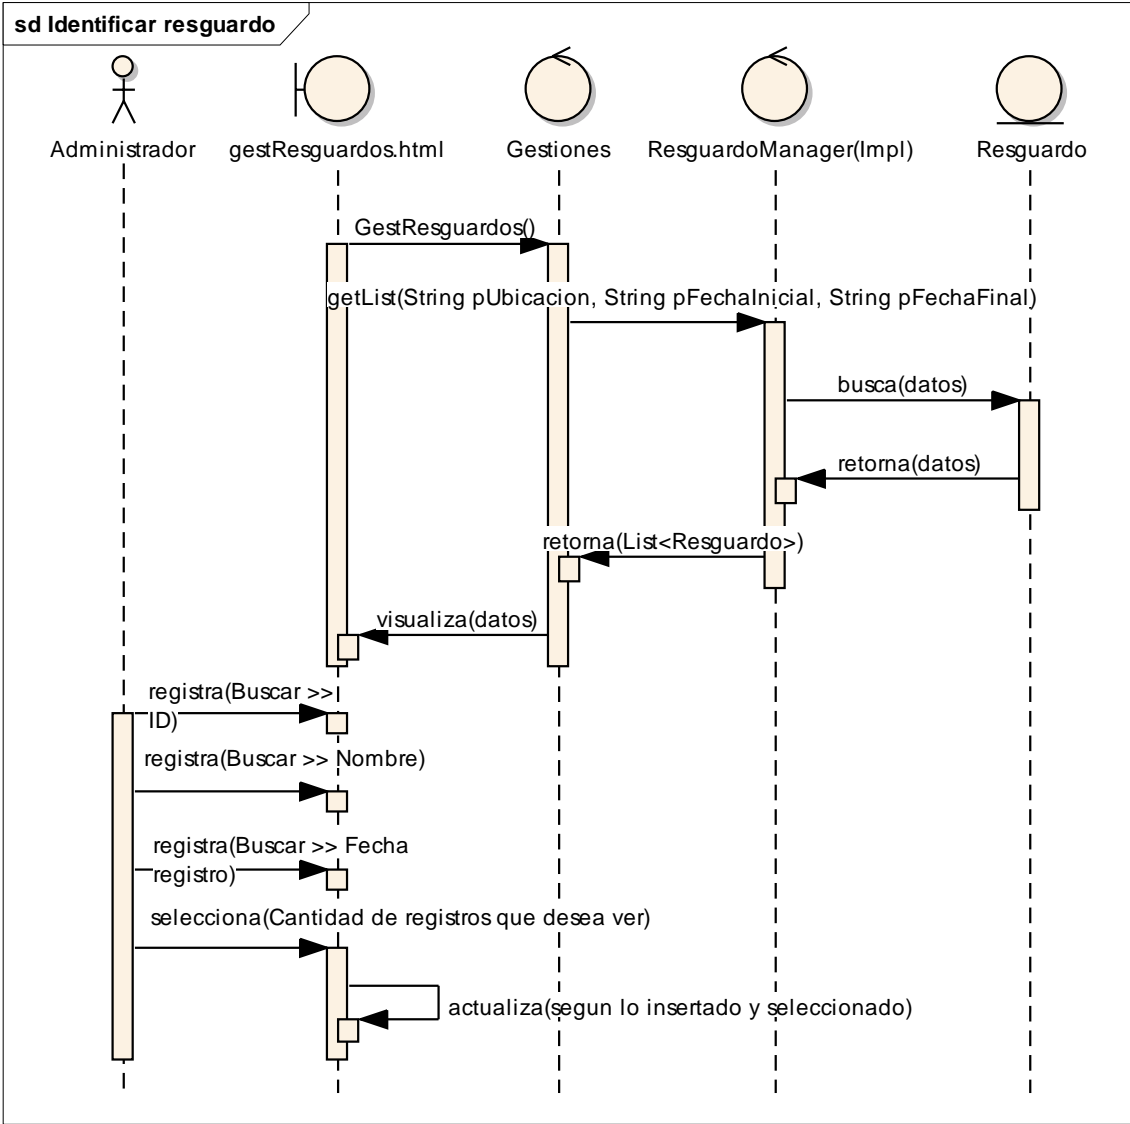 sd Identificar resguardo
Administrador
gestResguardos.html
Gestiones
ResguardoManager(Impl)
Resguardo
GestResguardos()
getList(String pUbicacion, String pFechaInicial, String pFechaFinal)
busca(datos)
retorna(datos)
retorna(List<Resguardo>)
visualiza(datos)
registra(Buscar >>
ID)
registra(Buscar >> Nombre)
registra(Buscar >> Fecha
registro)
selecciona(Cantidad de registros que desea ver)
actualiza(segun lo insertado y seleccionado)